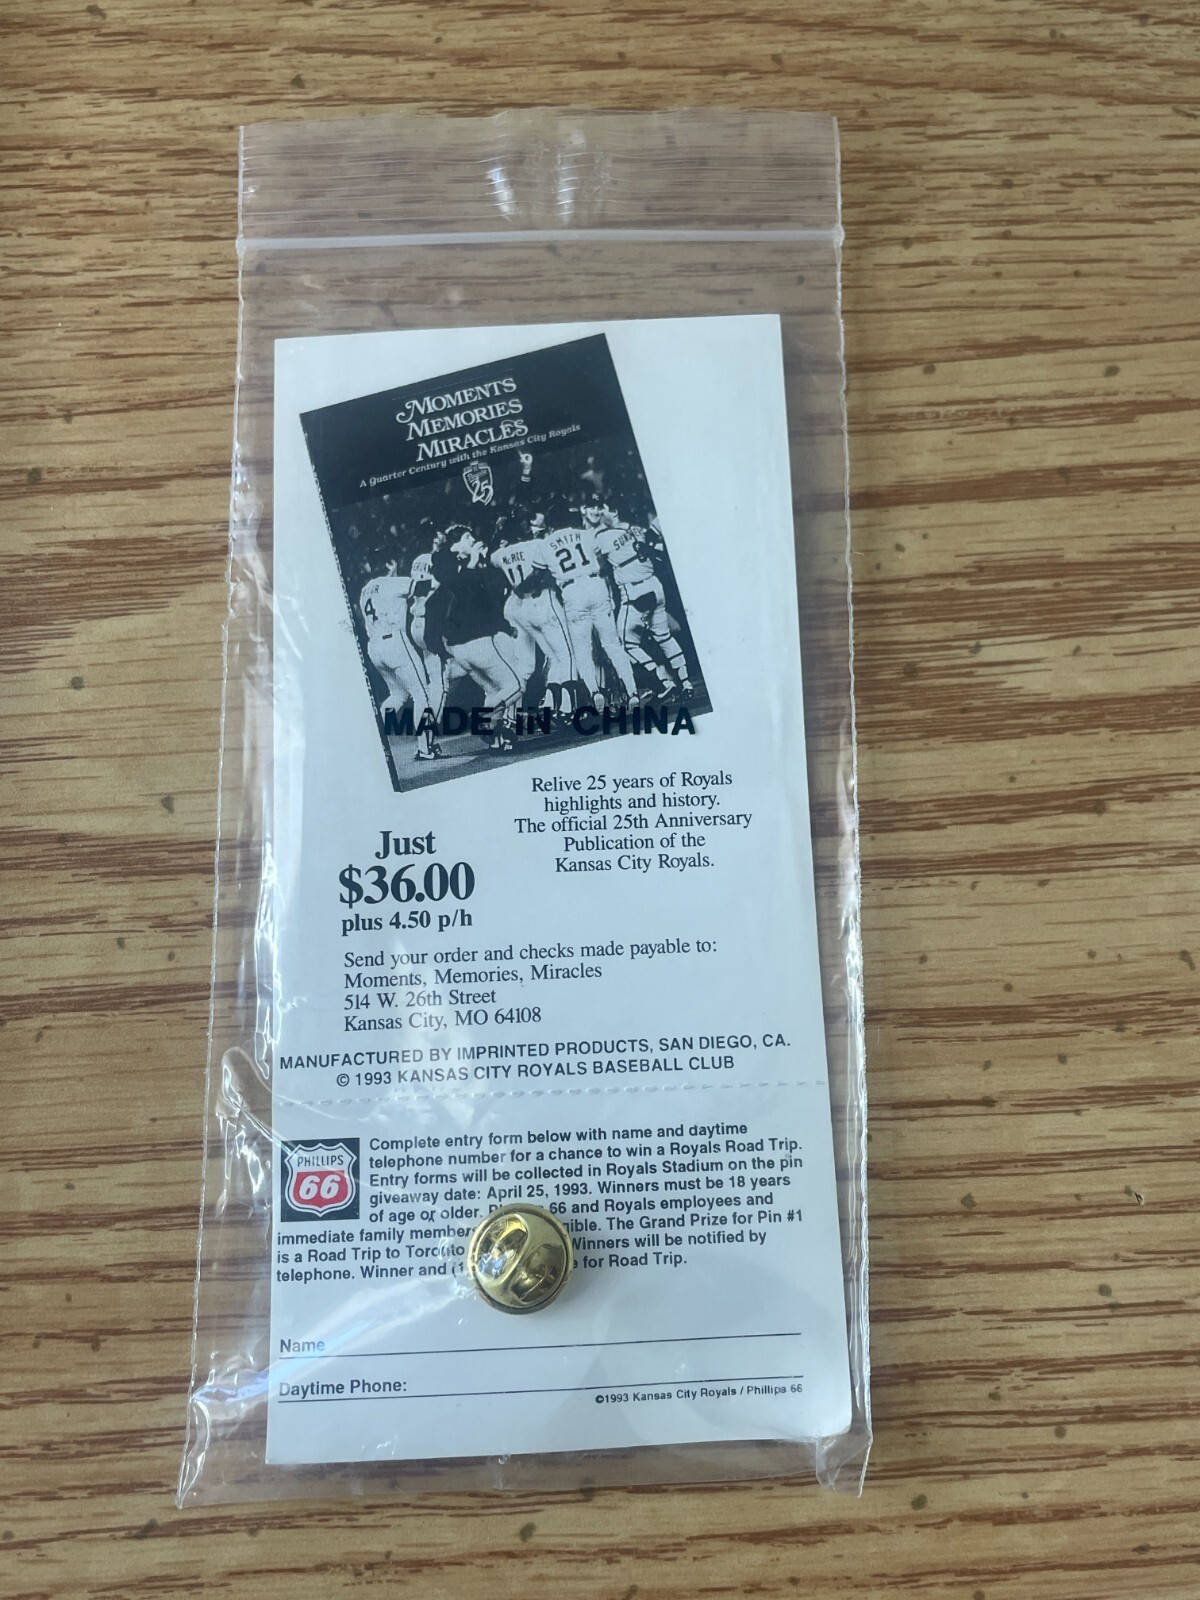 MOMENTS
MEMORIES
MIRACLES
A Quarter Century with the Kansas City Royals
25
4
McRAE
11
SMITH
21
MADE iN CHINA
Relive 25 years of Royals
highlights and history.
The official 25th Anniversary
Publication of the
Kansas City Royals.
Just
$36.00
plus 4.50 p/h
Send your order and checks made payable to:
Moments, Memories, Miracles
514 W. 26th Street
Kansas City, MO 64108
MANUFACTURED BY IMPRINTED PRODUCTS, SAN DIEGO, CA.
© 1993 KANSAS CITY ROYALS BASEBALL CLUB
PHILLIPS
66
Complete entry form below with name and daytime
telephone number for a chance to win a Royals Road Trip.
Entry forms will be collected in Royals Stadium on the pin
giveaway date: April 25, 1993. Winners must be 18 years
of age or older. 66 and Royals employees and
immediate family members The Grand Prize for Pin #1
is a Road Trip to Toronto Winners will be notified by
telephone. Winner and for Road Trip.
Name
Daytime Phone:
©1993 Kansas City Royals / Phillips 66